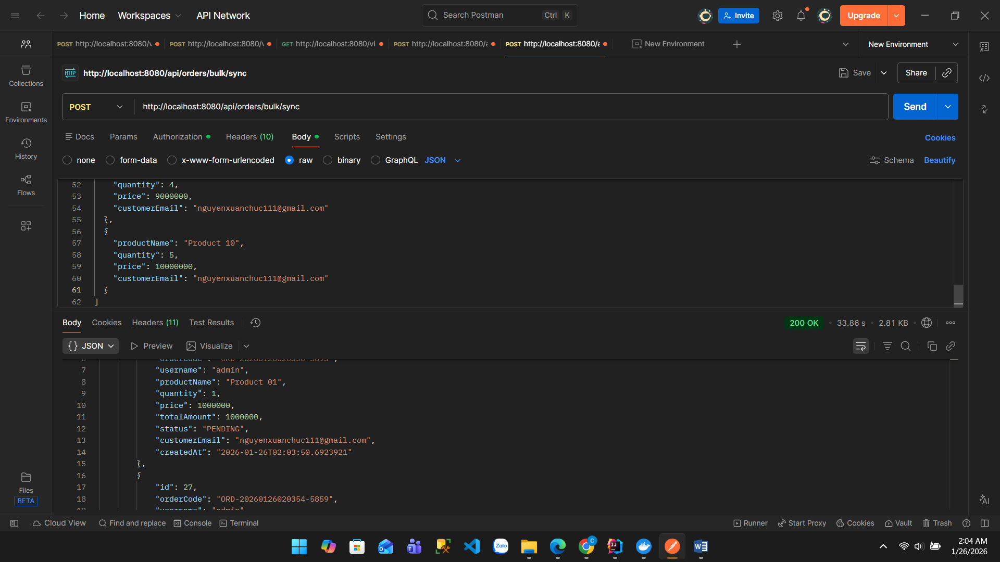 Home Workspaces API Network Search Postman Ctrl K Invite Upgrade
POST http://localhost:8080/ POST http://localhost:8080/ GET http://localhost:8080/vi POST http://localhost:8080/ POST http://localhost:8080/ New Environment New Environment
HTTP http://localhost:8080/api/orders/bulk/sync Save Share
POST http://localhost:8080/api/orders/bulk/sync Send
Docs Params Authorization Headers (10) Body Scripts Settings Cookies
none form-data x-www-form-urlencoded raw binary GraphQL JSON Schema Beautify
Collections
Environments
History
Flows
Files
BETA
52 "quantity": 4,
53 "price": 9000000,
54 "customerEmail": "nguyenxuanchuc111@gmail.com"
55 },
56 {
57 "productName": "Product 10",
58 "quantity": 5,
59 "price": 10000000,
60 "customerEmail": "nguyenxuanchuc111@gmail.com"
61 }
62 ]
Body Cookies Headers (11) Test Results 200 OK 33.86 s 2.81 KB
{} JSON Preview Visualize
7 "username": "admin",
8 "productName": "Product 01",
9 "quantity": 1,
10 "price": 1000000,
11 "totalAmount": 1000000,
12 "status": "PENDING",
13 "customerEmail": "nguyenxuanchuc111@gmail.com",
14 "createdAt": "2026-01-26T02:03:50.6923921"
15 },
16 {
17 "id": 27,
18 "orderCode": "ORD-20260126020354-5859",
Cloud View Find and replace Console Terminal Runner Start Proxy Cookies Vault Trash
Zalo
2:04 AM
1/26/2026